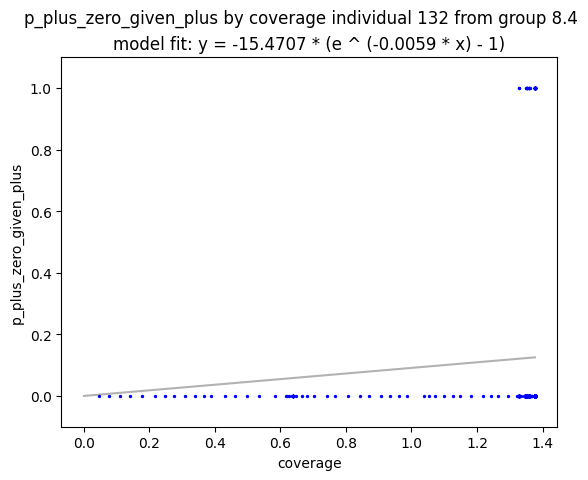 p_plus_zero_given_plus by coverage individual 132 from group 8.4
model fit: y = -15.4707 * (e ^ (-0.0059 * x) - 1)
1.0
0.8
0.6
0.4
0.2
0.0
p_plus_zero_given_plus
0.0 0.2 0.4 0.6 0.8 1.0 1.2 1.4
coverage